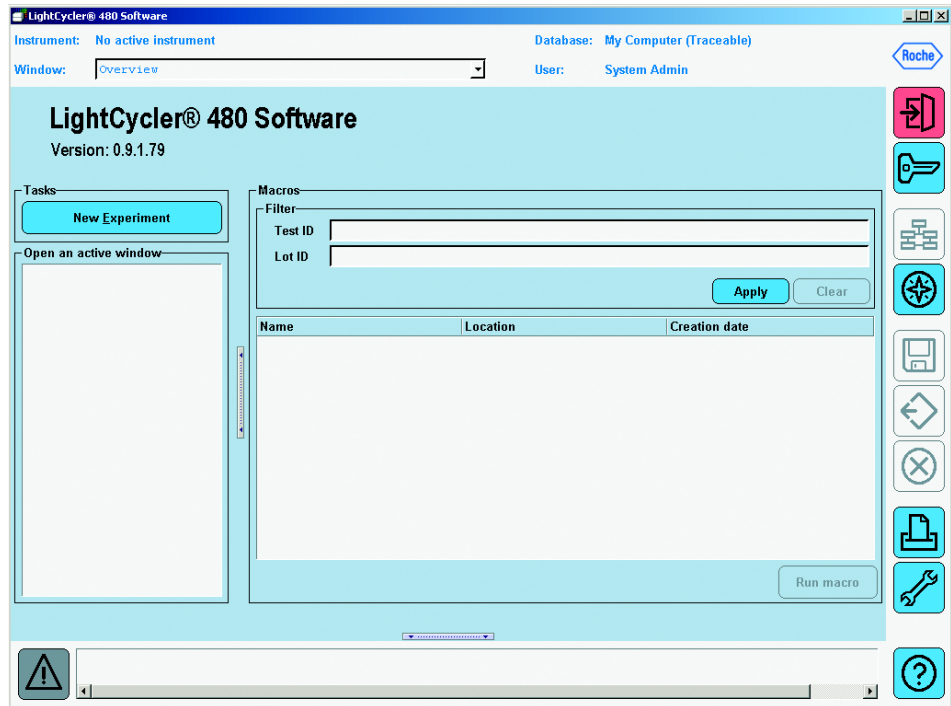 LightCycler® 480 Software
Instrument: No active instrument
Database: My Computer (Traceable)
Window: Overview
User: System Admin
Roche
LightCycler® 480 Software
Version: 0.9.1.79
Tasks
New Experiment
Open an active window
Macros
Filter
Test ID
Lot ID
Apply Clear
Name Location Creation date
Run macro